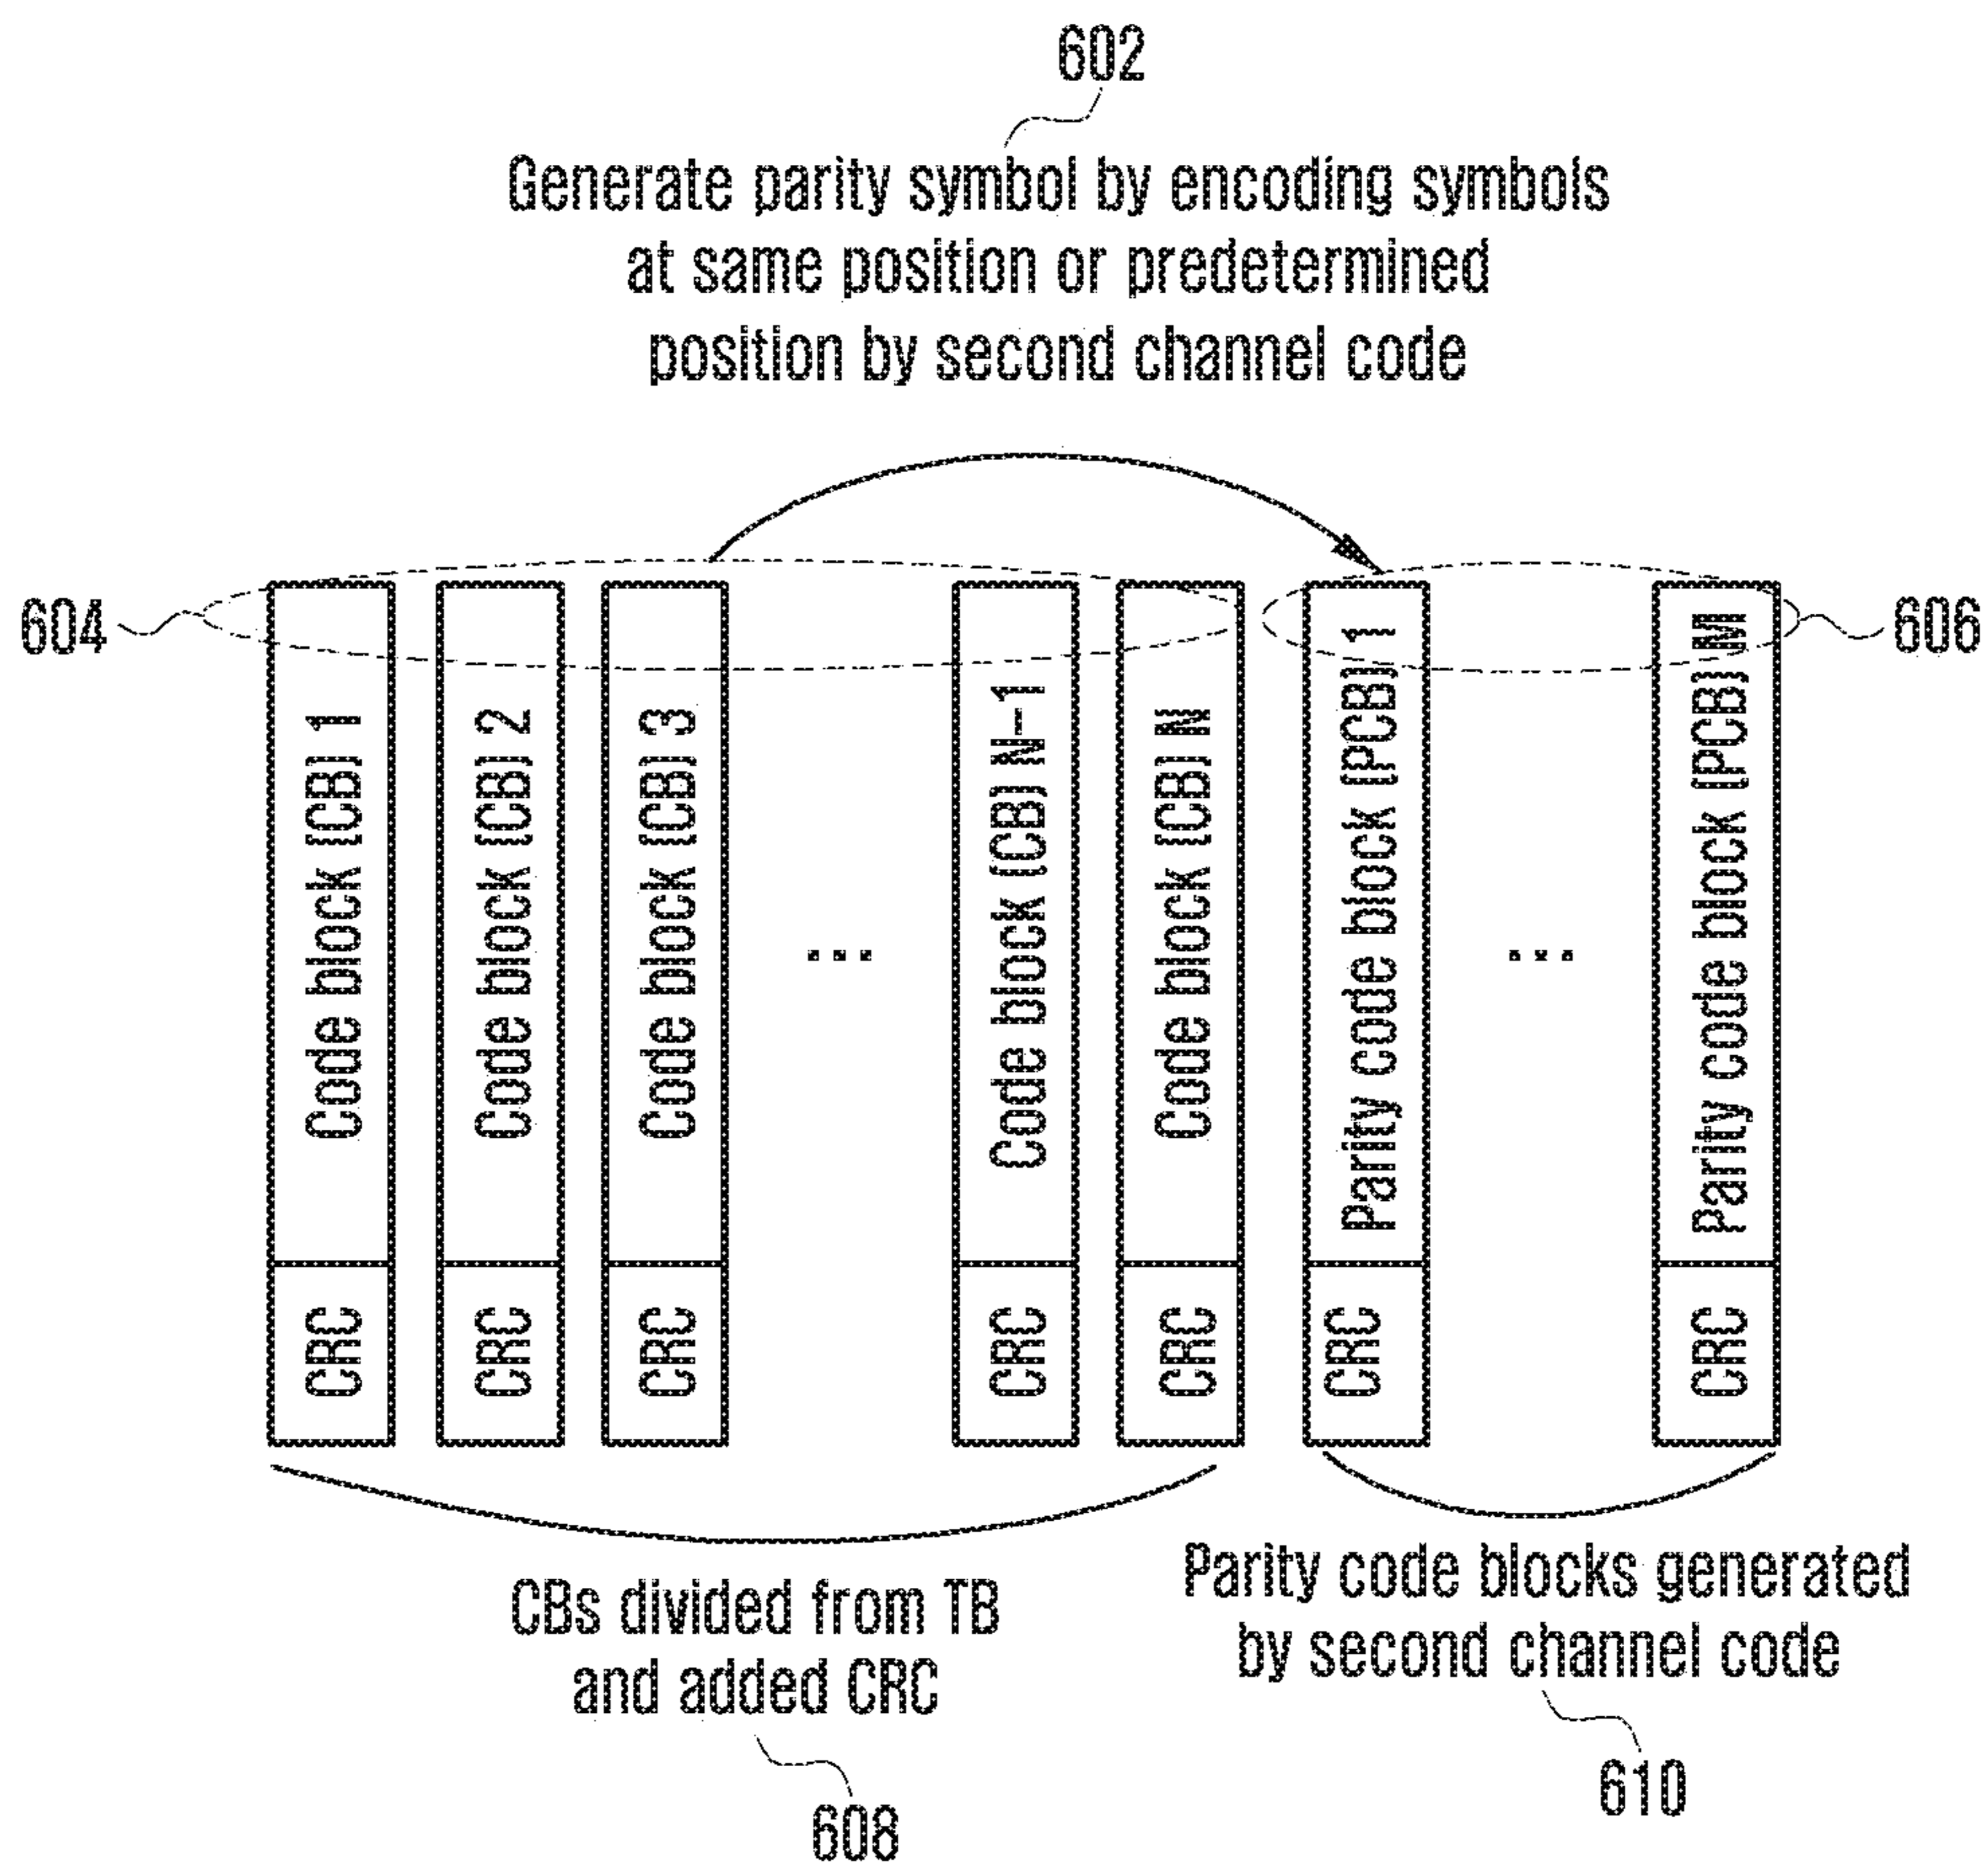 602
Generate parity symbol by encoding symbols
at same position or predetermined
position by second channel code
604
606
Code block (CB) 1
Code block (CB) 2
Code block (CB) 3
...
Code block (CB) N-1
Code block (CB) N
Parity code block (PCB) 1
...
Parity code block (PCB) M
CRC
CRC
CRC
CRC
CRC
CRC
CRC
CBs divided from TB
and added CRC
608
Parity code blocks generated
by second channel code
610